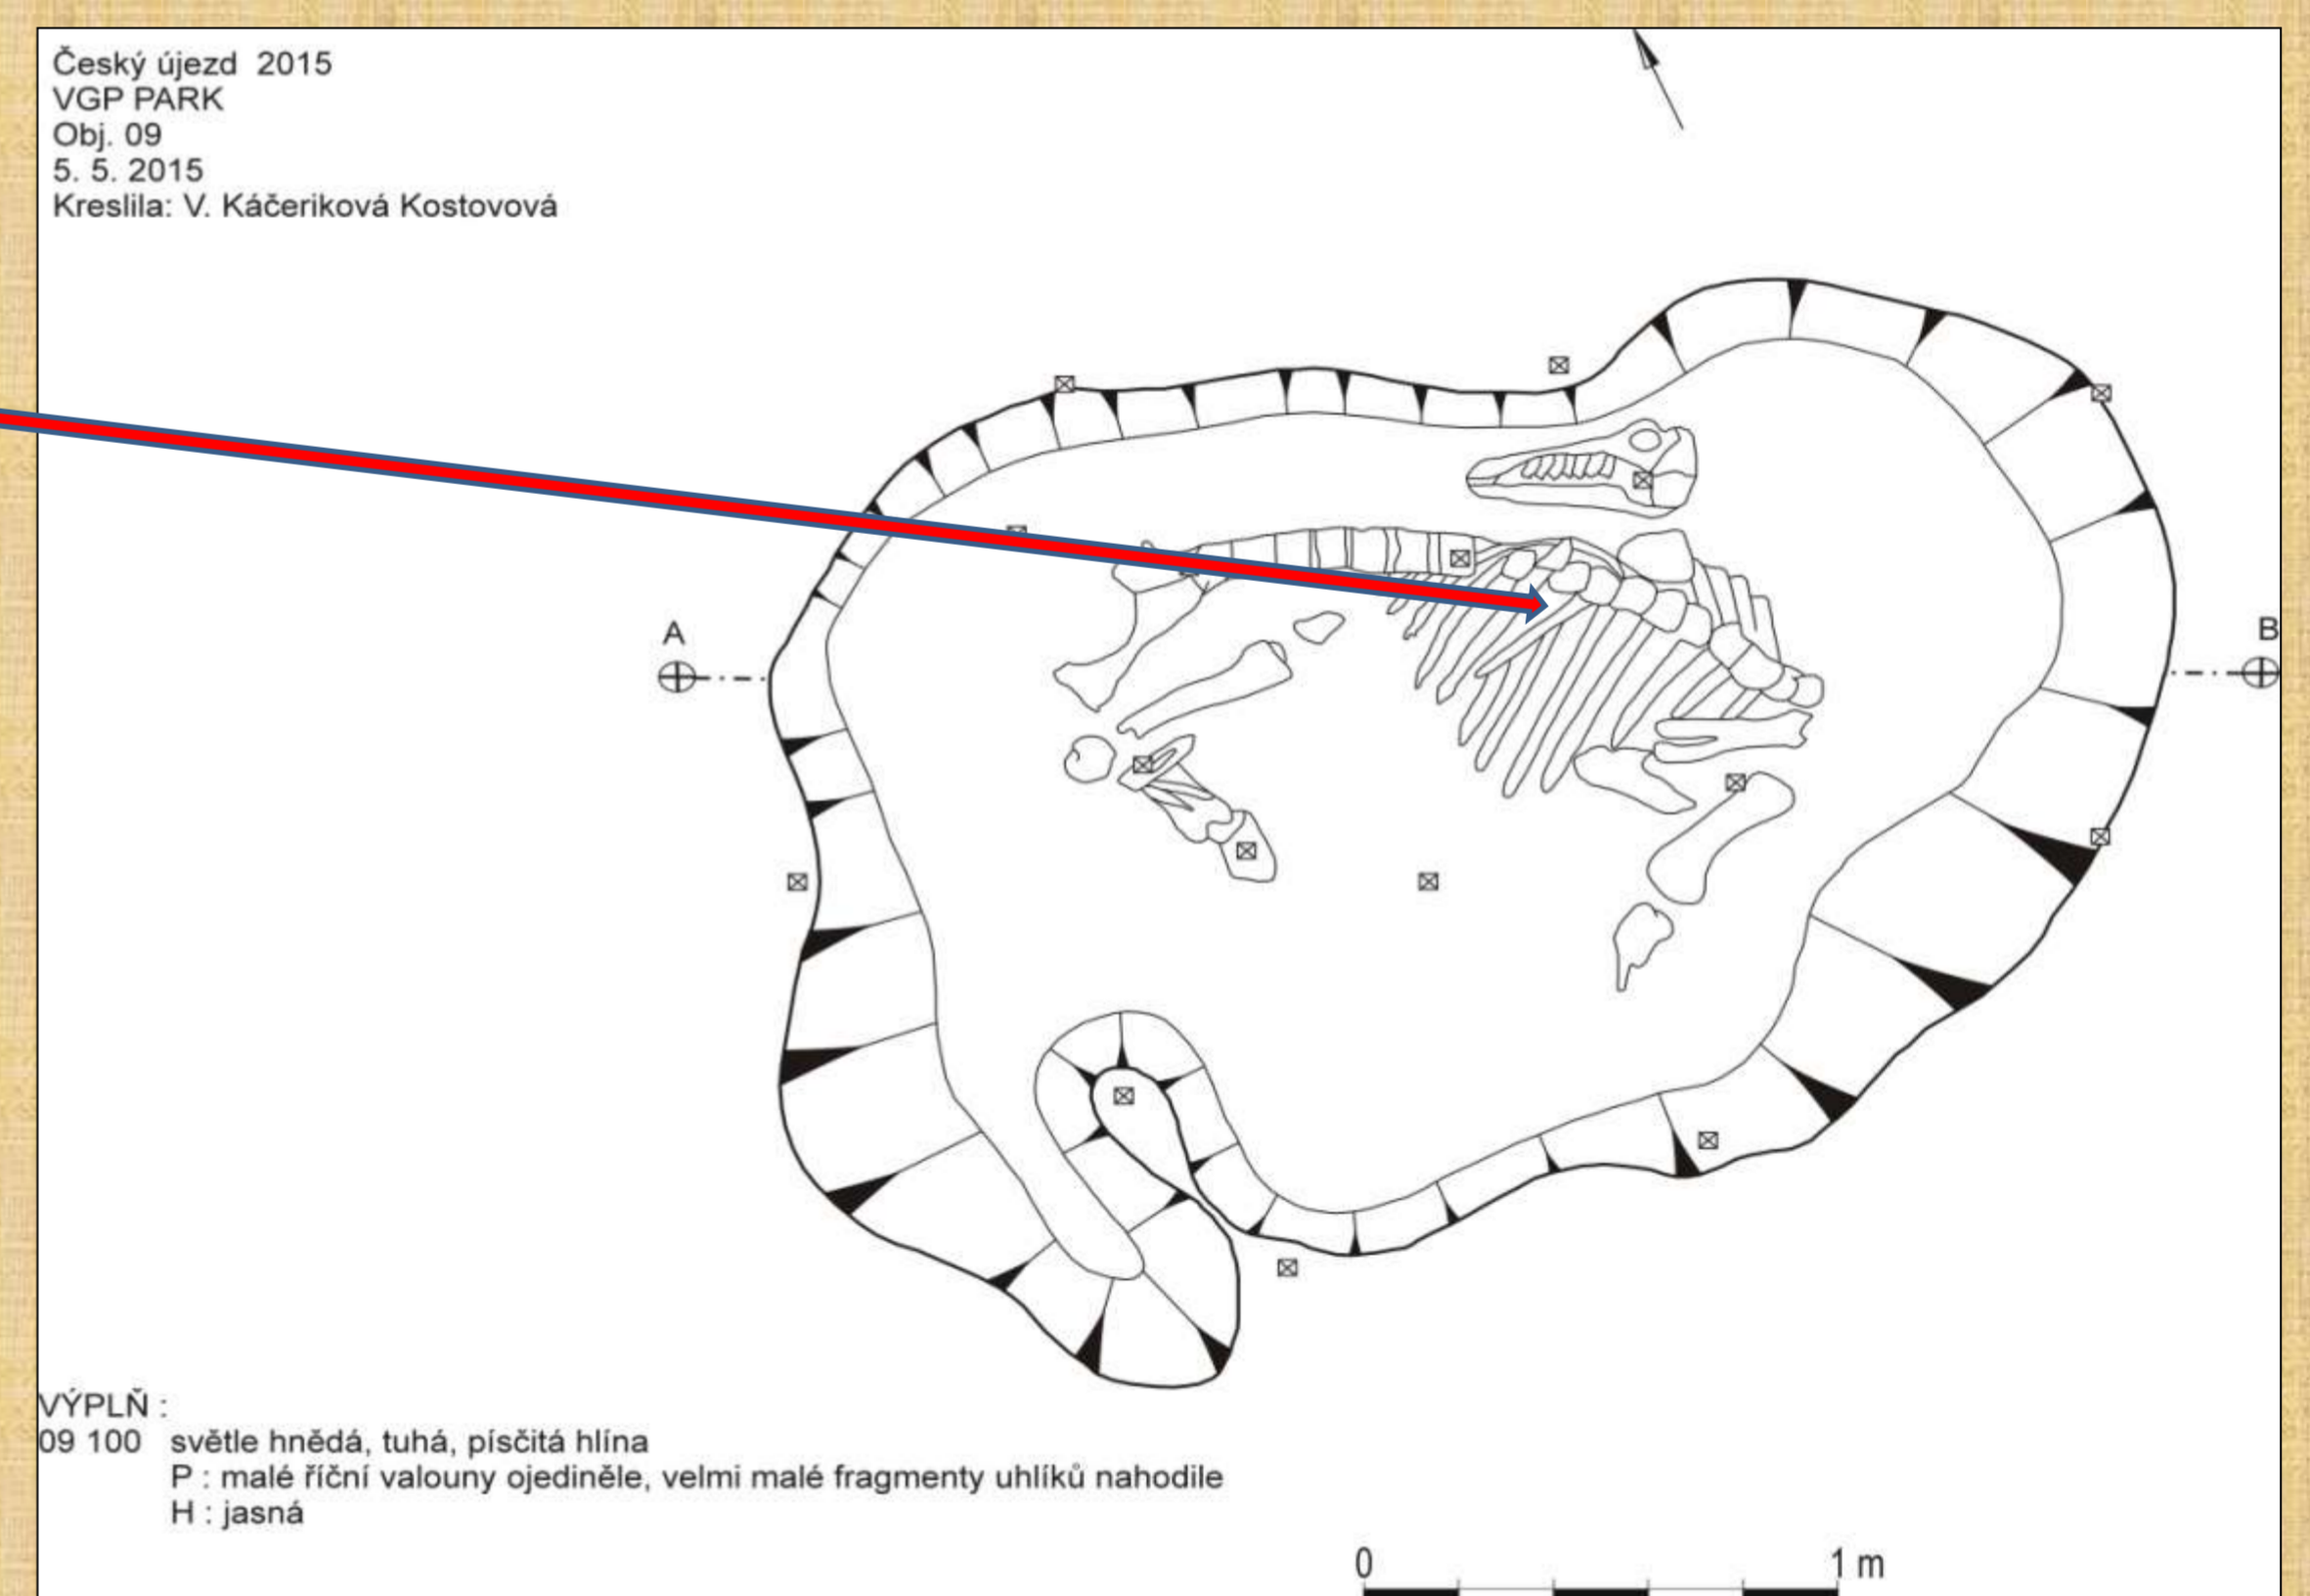 Český újezd 2015
VGP PARK
Obj. 09
5. 5. 2015
Kreslila: V. Káčeriková Kostovová
A
B
VÝPLŇ :
09 100 světle hnědá, tuhá, písčitá hlína
P : malé říční valouny ojediněle, velmi malé fragmenty uhlíků nahodile
H : jasná
0 1 m